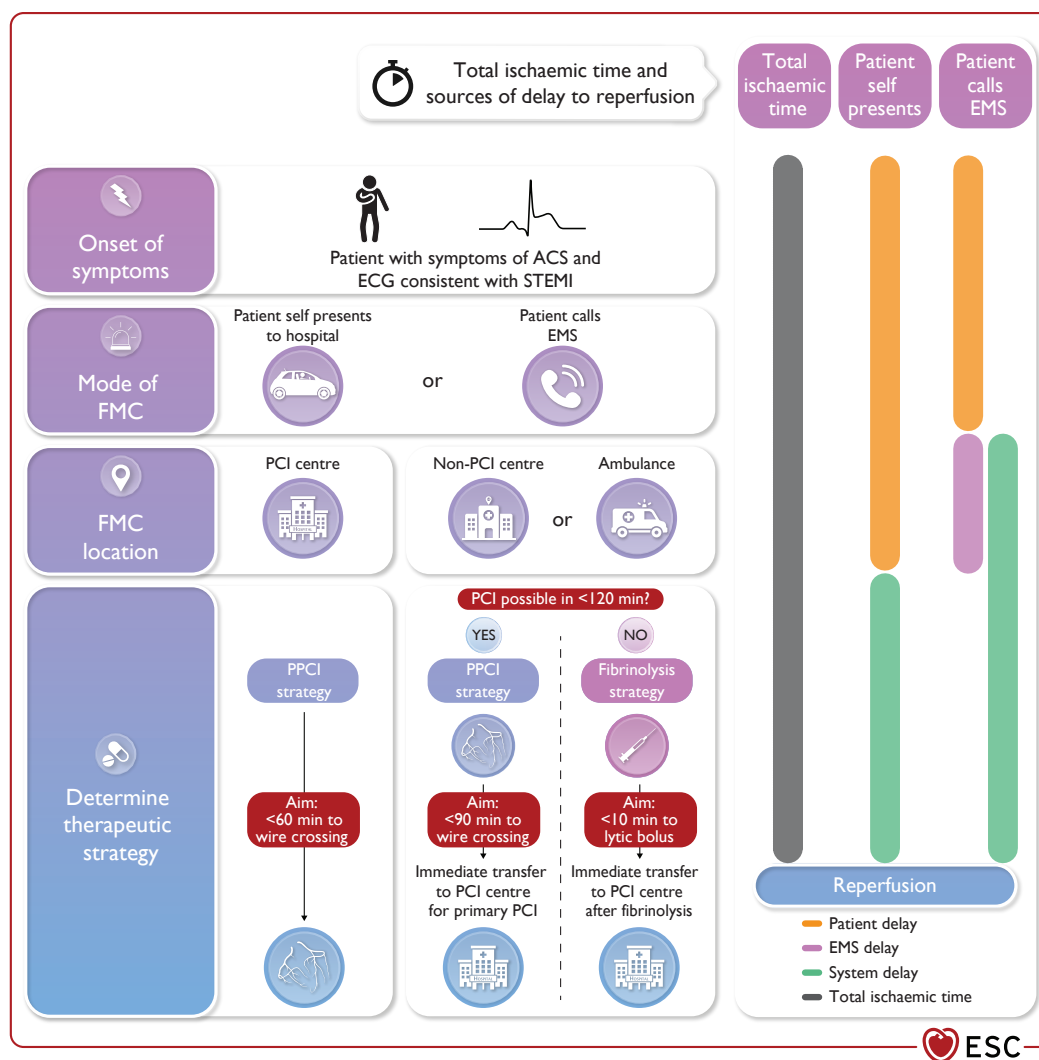 Total ischaemic time and
sources of delay to reperfusion
Total
ischaemic
time
Patient
self
presents
Patient
calls
EMS
Onset of
symptoms
Patient with symptoms of ACS and
ECG consistent with STEMI
Mode of
FMC
Patient self presents
to hospital
or
Patient calls
EMS
FMC
location
PCI centre
HOSPITAL
Non-PCI centre
or
Ambulance
Determine
therapeutic
strategy
PPCI
strategy
Aim:
<60 min to
wire crossing
PCI possible in <120 min?
YES
PPCI
strategy
Aim:
<90 min to
wire crossing
Immediate transfer
to PCI centre
for primary PCI
HOSPITAL
NO
Fibrinolysis
strategy
Aim:
<10 min to
lytic bolus
Immediate transfer
to PCI centre
after fibrinolysis
HOSPITAL
Reperfusion
Patient delay
EMS delay
System delay
Total ischaemic time
ESC